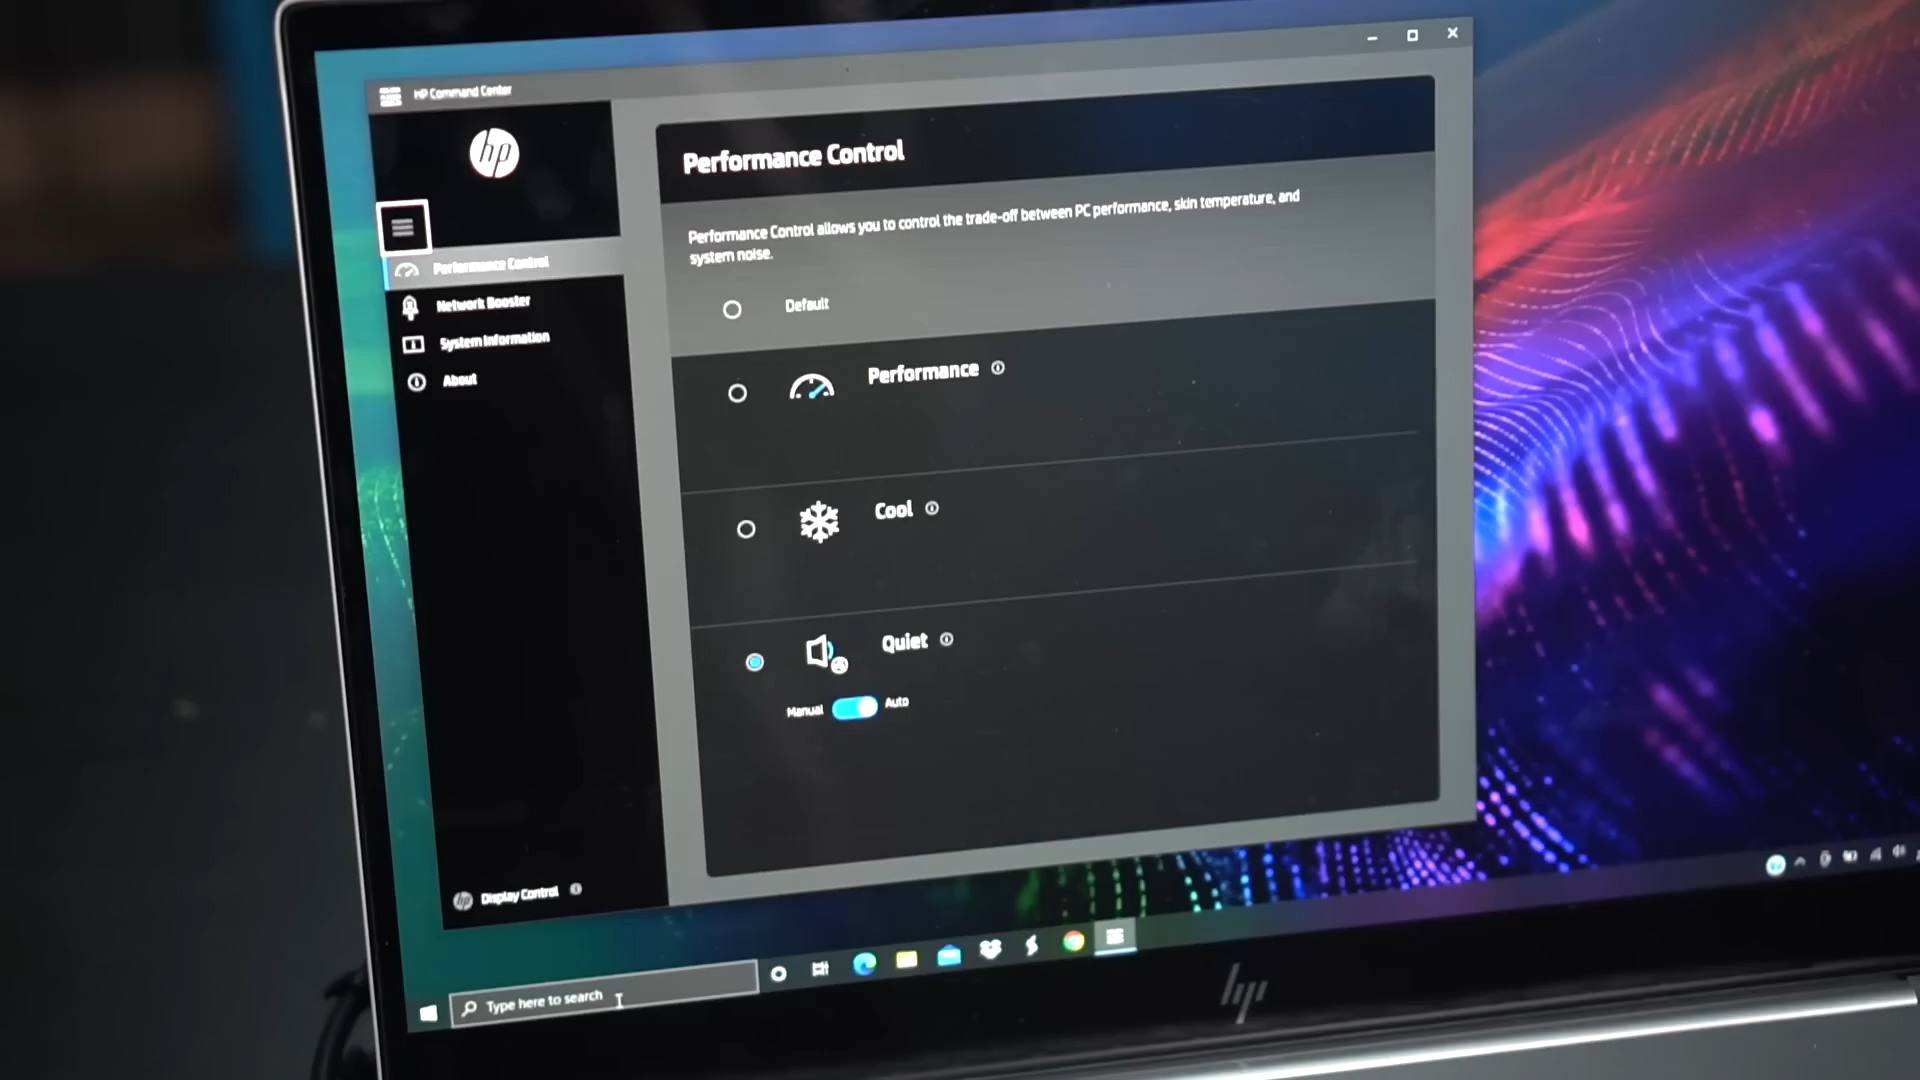 HP Command Center
hp
Performance Control
Network Booster
System Information
About
Display Control
Performance Control
Performance Control allows you to control the trade-off between PC performance, skin temperature, and
system noise.
Default
Performance
Cool
Quiet
Manual
Auto
Type here to search
hp